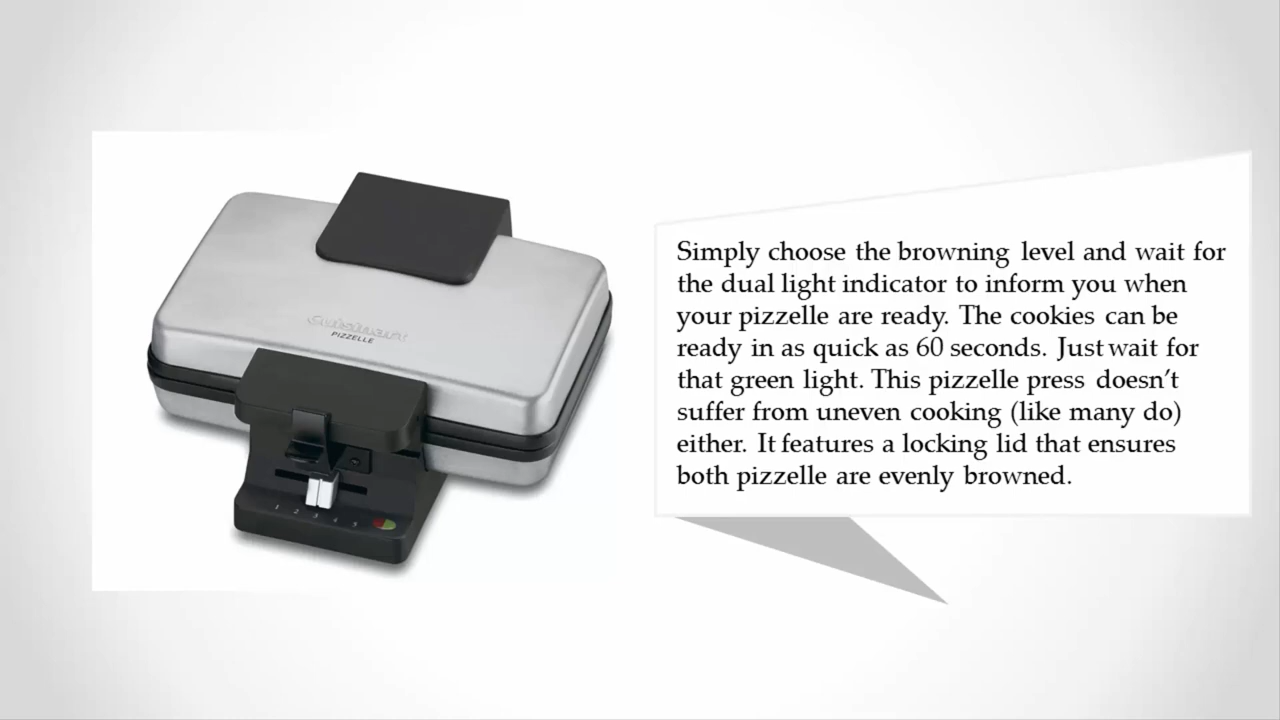 Cuisinart
PIZZELLE
1 2 3 4 5
Simply choose the browning level and wait for
the dual light indicator to inform you when
your pizzelle are ready. The cookies can be
ready in as quick as 60 seconds. Just wait for
that green light. This pizzelle press doesn't
suffer from uneven cooking (like many do)
either. It features a locking lid that ensures
both pizzelle are evenly browned.